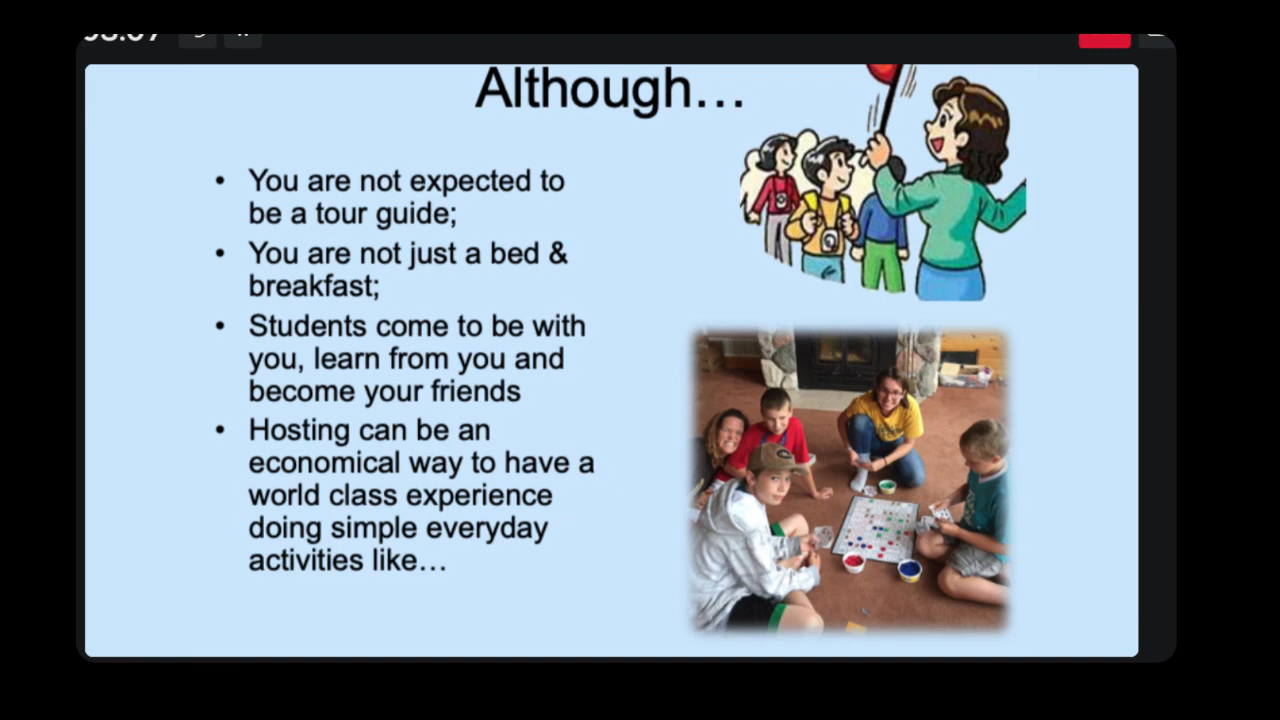 Although…
• You are not expected to
be a tour guide;
• You are not just a bed &
breakfast;
• Students come to be with
you, learn from you and
become your friends
• Hosting can be an
economical way to have a
world class experience
doing simple everyday
activities like…